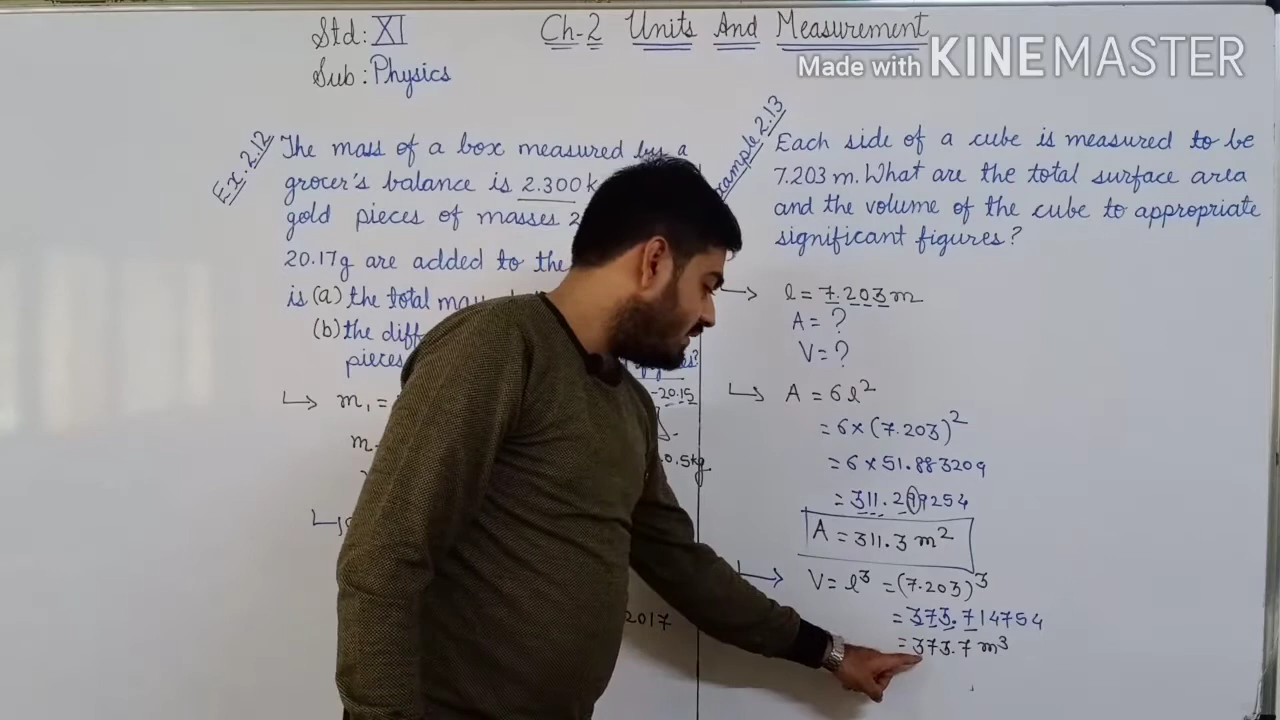 Std: XI
Sub: Physics
Ch-2 Units And Measurement
Made with KINEMASTER
Ex. 2.12
The mass of a box measured by a
grocer's balance is 2.300
gold pieces of masses 2
20.17g are added to the
is (a) the total
(b) the
pieces
-20.15
m₁ =
0.5kg
2017
2.13
Each side of a cube is measured to be
7.203 m. What are the total surface area
and the volume of the cube to appropriate
significant figures?
l = 7.203 m
A = ?
V = ?
A = 6l²
= 6 × (7.203)²
= 6 × 51.883209
= 311.299254
A = 311.3 m²
V = l³ = (7.203)³
= 373.714754
= 373.7 m³